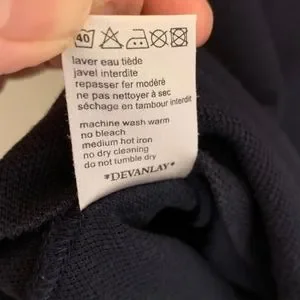 40
laver eau tiède
javel interdite
repasser fer modéré
ne pas nettoyer à sec
séchage en tambour interdit
machine wash warm
no bleach
medium hot iron
no dry cleaning
do not tumble dry
*DEVANLAY*